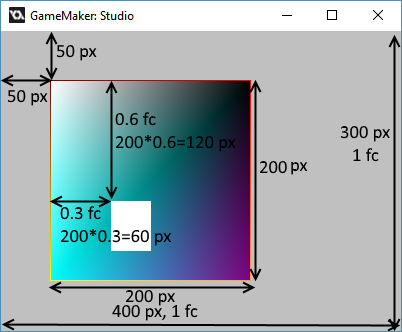 GameMaker: Studio
50 px
50 px
0.6 fc
200*0.6=120 px
300 px
1 fc
200 px
0.3 fc
200*0.3=60 px
200 px
400 px, 1 fc